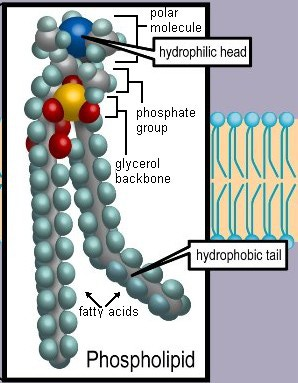 polar
molecule
hydrophilic head
phosphate
group
glycerol
backbone
hydrophobic tail
fatty acids
Phospholipid